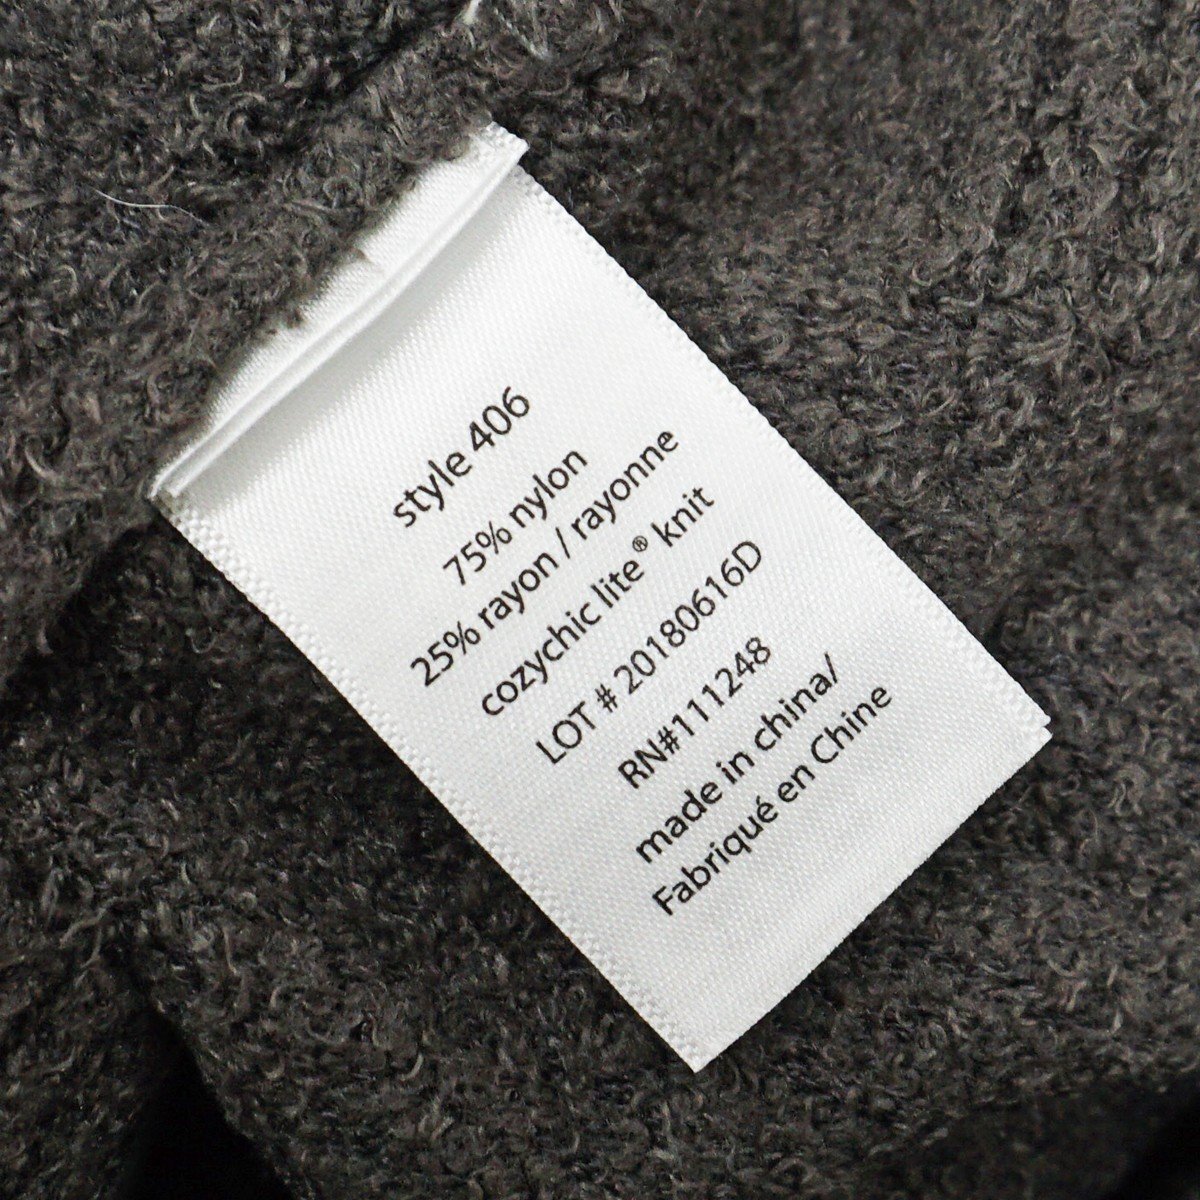 style 406
75% nylon
25% rayon / rayonne
cozychic lite® knit
LOT # 20180616D
RN#111248
made in china/
Fabriqué en Chine